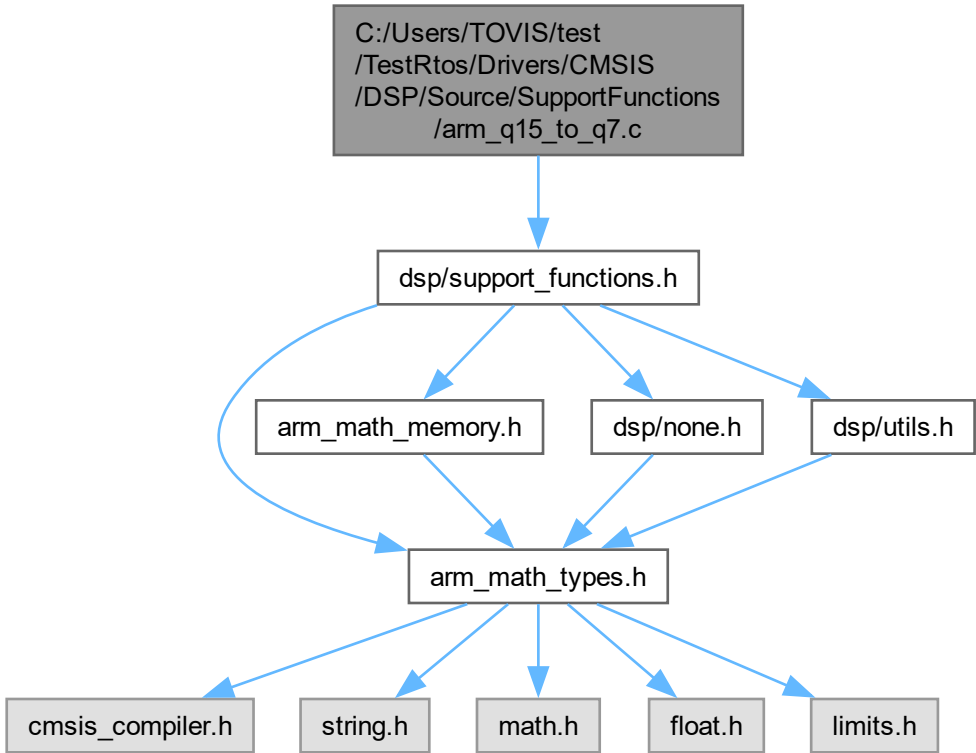 C:/Users/TOVIS/test
/TestRtos/Drivers/CMSIS
/DSP/Source/SupportFunctions
/arm_q15_to_q7.c
dsp/support_functions.h
arm_math_memory.h
dsp/none.h
dsp/utils.h
arm_math_types.h
cmsis_compiler.h
string.h
math.h
float.h
limits.h